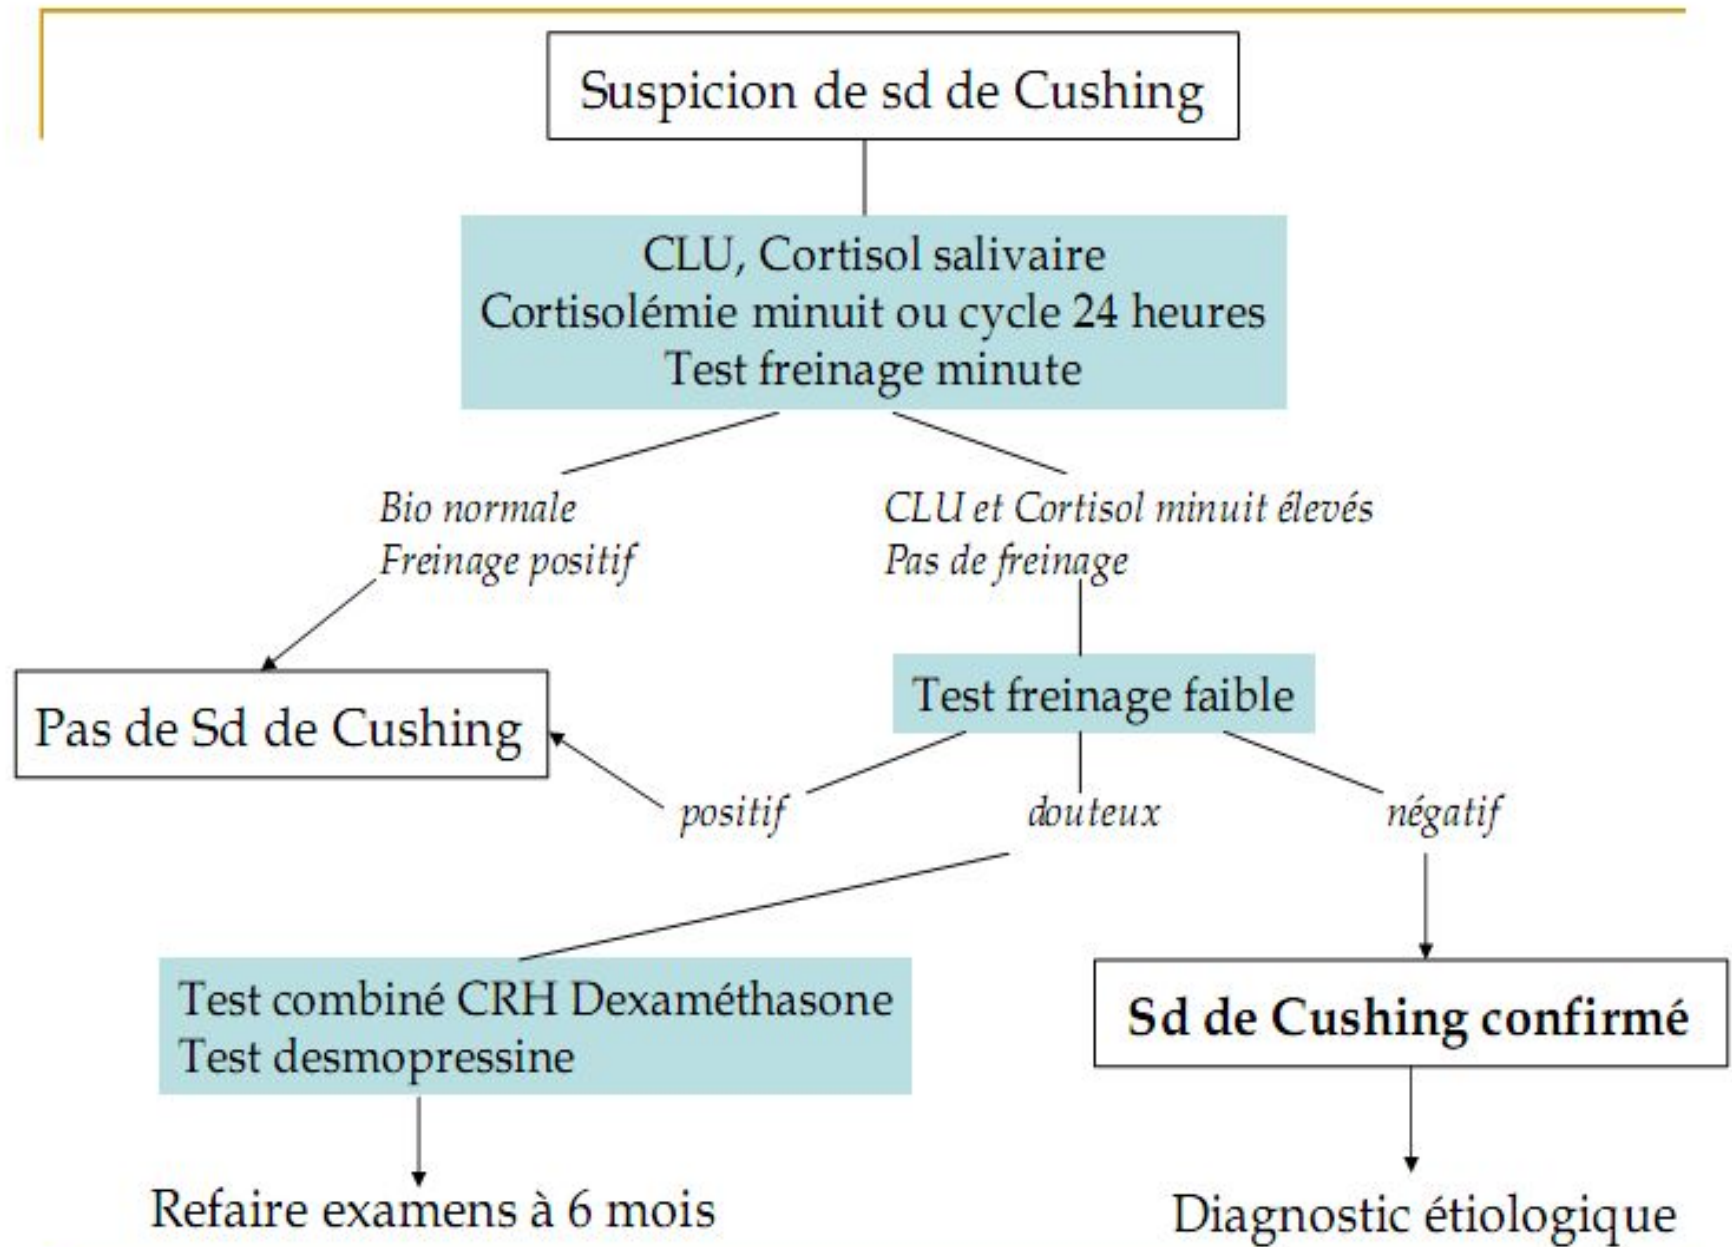 Suspicion de sd de Cushing
CLU, Cortisol salivaire
Cortisolémie minuit ou cycle 24 heures
Test freinage minute
Bio normale
Freinage positif
CLU et Cortisol minuit élevés
Pas de freinage
Test freinage faible
Pas de Sd de Cushing
positif
douteux
négatif
Test combiné CRH Dexaméthasone
Test desmopressine
Sd de Cushing confirmé
Refaire examens à 6 mois
Diagnostic étiologique